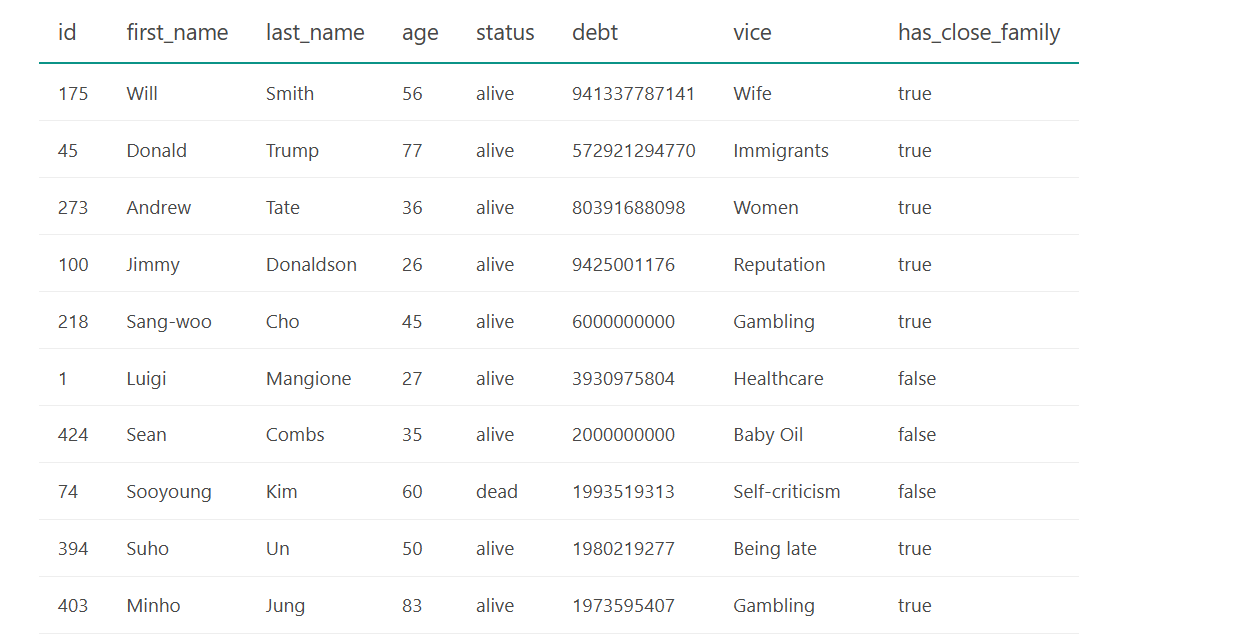 id first_name last_name age status debt vice has_close_family
175 Will Smith 56 alive 941337787141 Wife true
45 Donald Trump 77 alive 572921294770 Immigrants true
273 Andrew Tate 36 alive 80391688098 Women true
100 Jimmy Donaldson 26 alive 9425001176 Reputation true
218 Sang-woo Cho 45 alive 6000000000 Gambling true
1 Luigi Mangione 27 alive 3930975804 Healthcare false
424 Sean Combs 35 alive 2000000000 Baby Oil false
74 Sooyoung Kim 60 dead 1993519313 Self-criticism false
394 Suho Un 50 alive 1980219277 Being late true
403 Minho Jung 83 alive 1973595407 Gambling true